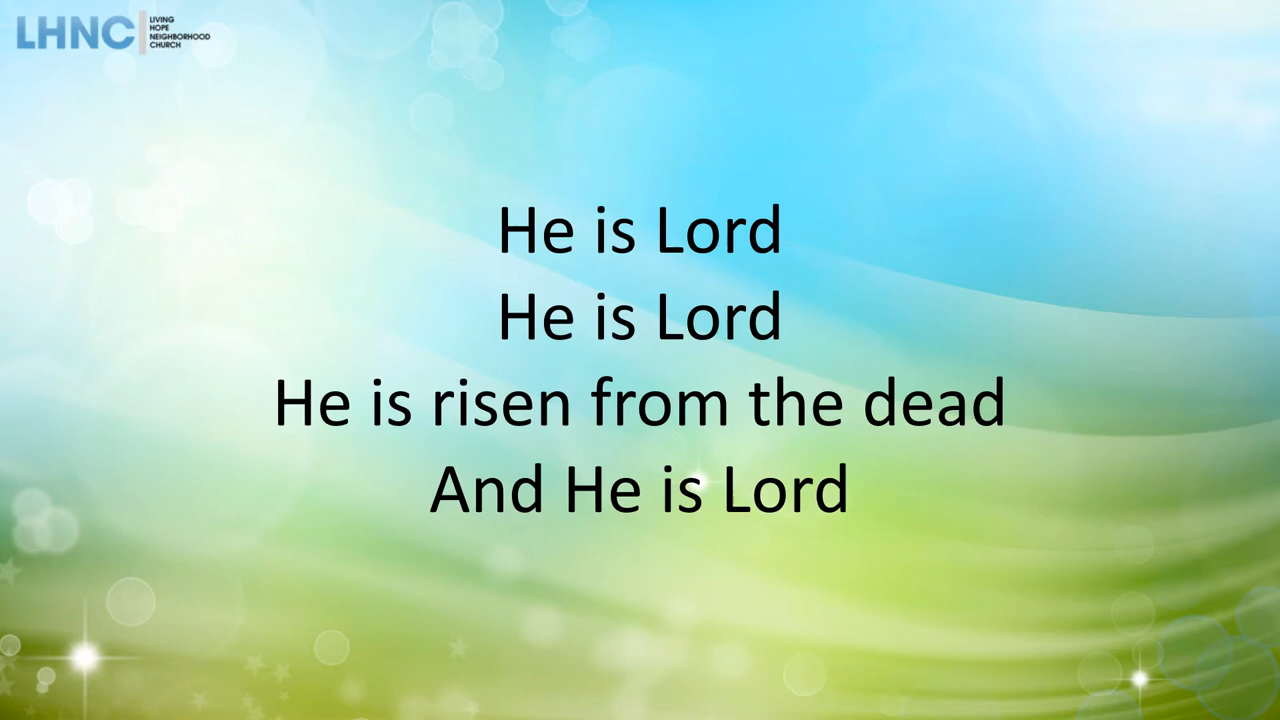 LHNC
LIVING
HOPE
NEIGHBORHOOD
CHURCH
He is Lord
He is Lord
He is risen from the dead
And He is Lord